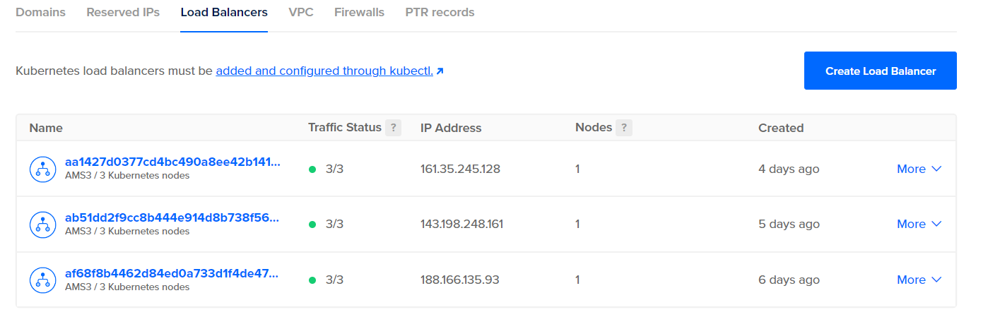 Domains Reserved IPs Load Balancers VPC Firewalls PTR records
Kubernetes load balancers must be added and configured through kubectl.
Create Load Balancer
Name Traffic Status ? IP Address Nodes ? Created
aa1427d0377cd4bc490a8ee42b141...
AMS3 / 3 Kubernetes nodes
3/3 161.35.245.128 1 4 days ago More
ab51dd2f9cc8b444e914d8b738f56...
AMS3 / 3 Kubernetes nodes
3/3 143.198.248.161 1 5 days ago More
af68f8b4462d84ed0a733d1f4de47...
AMS3 / 3 Kubernetes nodes
3/3 188.166.135.93 1 6 days ago More